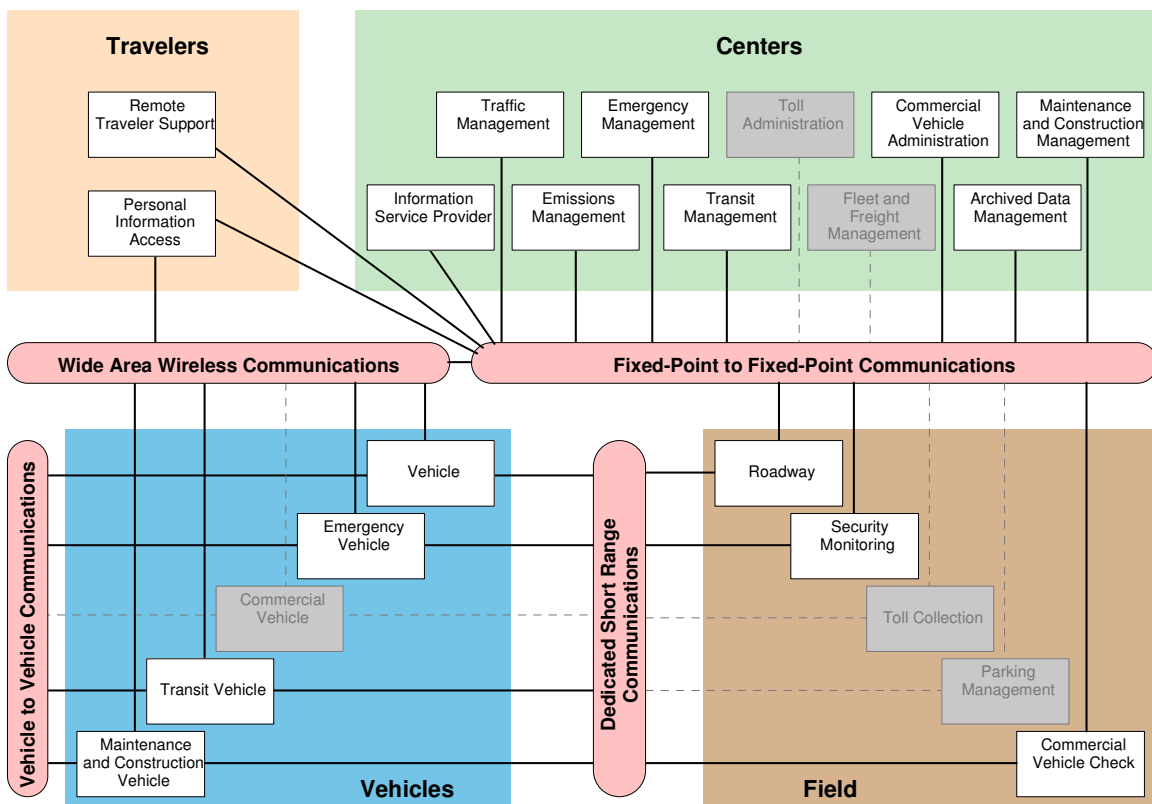 Travelers
Centers
Remote
Traveler Support
Traffic
Management
Emergency
Management
Toll
Administration
Commercial
Vehicle
Administration
Maintenance
and Construction
Management
Personal
Information
Access
Information
Service Provider
Emissions
Management
Transit
Management
Fleet and
Freight
Management
Archived Data
Management
Wide Area Wireless Communications
Fixed-Point to Fixed-Point Communications
Vehicle to Vehicle Communications
Vehicle
Emergency
Vehicle
Commercial
Vehicle
Transit Vehicle
Maintenance
and Construction
Vehicle
Vehicles
Dedicated Short Range
Communications
Roadway
Security
Monitoring
Toll Collection
Parking
Management
Commercial
Vehicle Check
Field